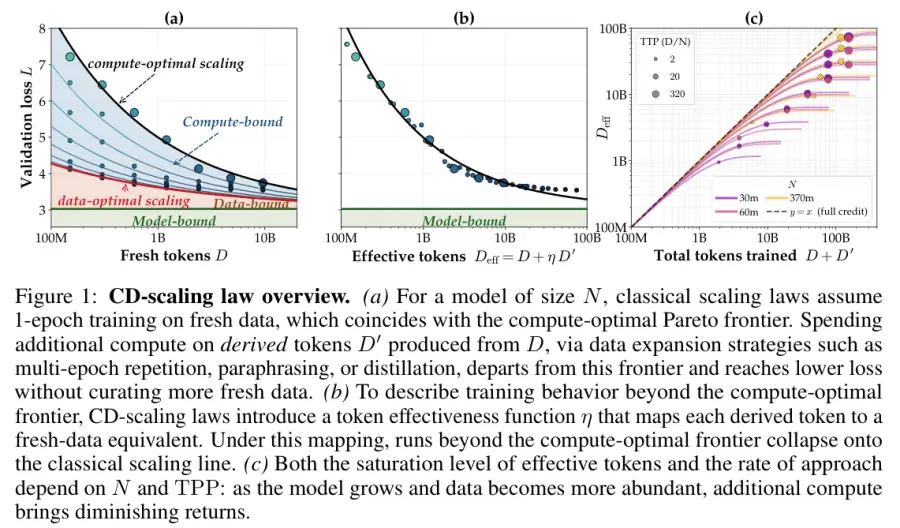 (a)
(b)
(c)
8
7
6
5
4
3
Validation loss L
compute-optimal scaling
Compute-bound
data-optimal scaling
Data-bound
Model-bound
100M
1B
10B
Fresh tokens D
Model-bound
100M
1B
10B
100B
Effective tokens D_eff = D + η D′
100B
10B
1B
100M
D_eff
TTP (D/N)
2
20
320
N
30m
370m
60m
y = x (full credit)
1B
10B
100B
Total tokens trained D + D′
Figure 1: CD-scaling law overview. (a) For a model of size N, classical scaling laws assume
1-epoch training on fresh data, which coincides with the compute-optimal Pareto frontier. Spending
additional compute on derived tokens D′ produced from D, via data expansion strategies such as
multi-epoch repetition, paraphrasing, or distillation, departs from this frontier and reaches lower loss
without curating more fresh data. (b) To describe training behavior beyond the compute-optimal
frontier, CD-scaling laws introduce a token effectiveness function η that maps each derived token to a
fresh-data equivalent. Under this mapping, runs beyond the compute-optimal frontier collapse onto
the classical scaling line. (c) Both the saturation level of effective tokens and the rate of approach
depend on N and TPP: as the model grows and data becomes more abundant, additional compute
brings diminishing returns.